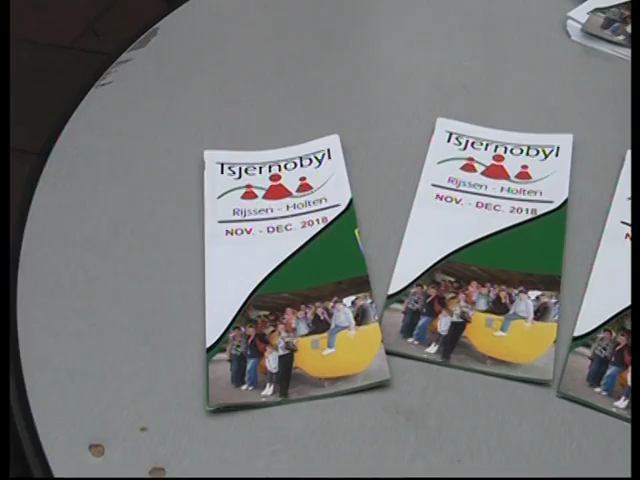 Tsjernobyl
Rijssen - Holten
NOV. - DEC. 2018
Tsjernobyl
Rijssen - Holten
NOV. - DEC. 2018